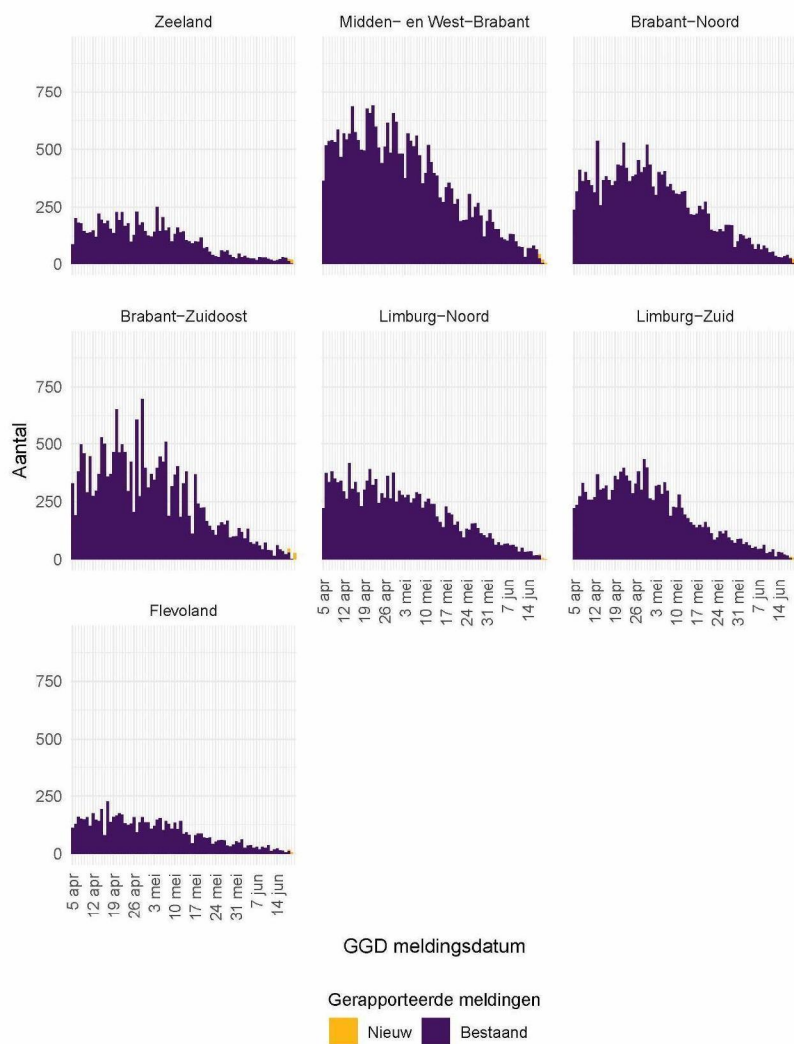 Zeeland
Midden- en West-Brabant
Brabant-Noord
750
500
250
0
Brabant-Zuidoost
Limburg-Noord
Limburg-Zuid
Aantal
750
500
250
0
5 apr
12 apr
19 apr
26 apr
3 mei
10 mei
17 mei
24 mei
31 mei
7 jun
14 jun
5 apr
12 apr
19 apr
26 apr
3 mei
10 mei
17 mei
24 mei
31 mei
7 jun
14 jun
Flevoland
750
500
250
0
5 apr
12 apr
19 apr
26 apr
3 mei
10 mei
17 mei
24 mei
31 mei
7 jun
14 jun
GGD meldingsdatum
Gerapporteerde meldingen
Nieuw
Bestaand